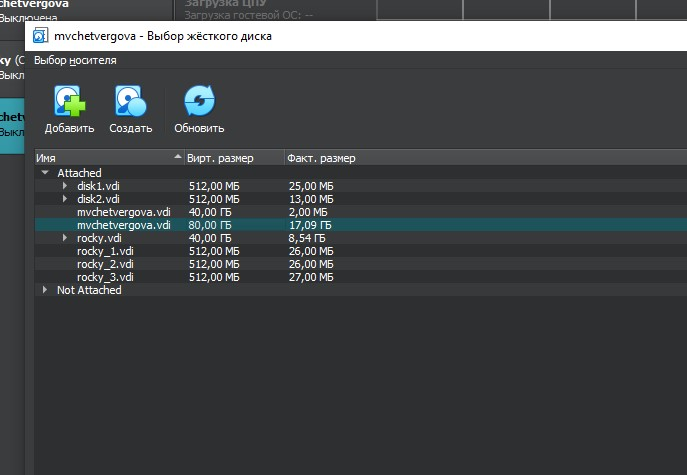 chetvergova
Загрузка ЦПУ
Выключена
Загрузка гостевой ОС: --
mvchetvergova - Выбор жёсткого диска
Выбор носителя
Добавить Создать Обновить
Имя Вирт. размер Факт. размер
Attached
disk1.vdi 512,00 МБ 25,00 МБ
disk2.vdi 512,00 МБ 13,00 МБ
mvchetvergova.vdi 40,00 ГБ 2,00 МБ
mvchetvergova.vdi 80,00 ГБ 17,09 ГБ
rocky.vdi 40,00 ГБ 8,54 ГБ
rocky_1.vdi 512,00 МБ 26,00 МБ
rocky_2.vdi 512,00 МБ 26,00 МБ
rocky_3.vdi 512,00 МБ 27,00 МБ
Not Attached